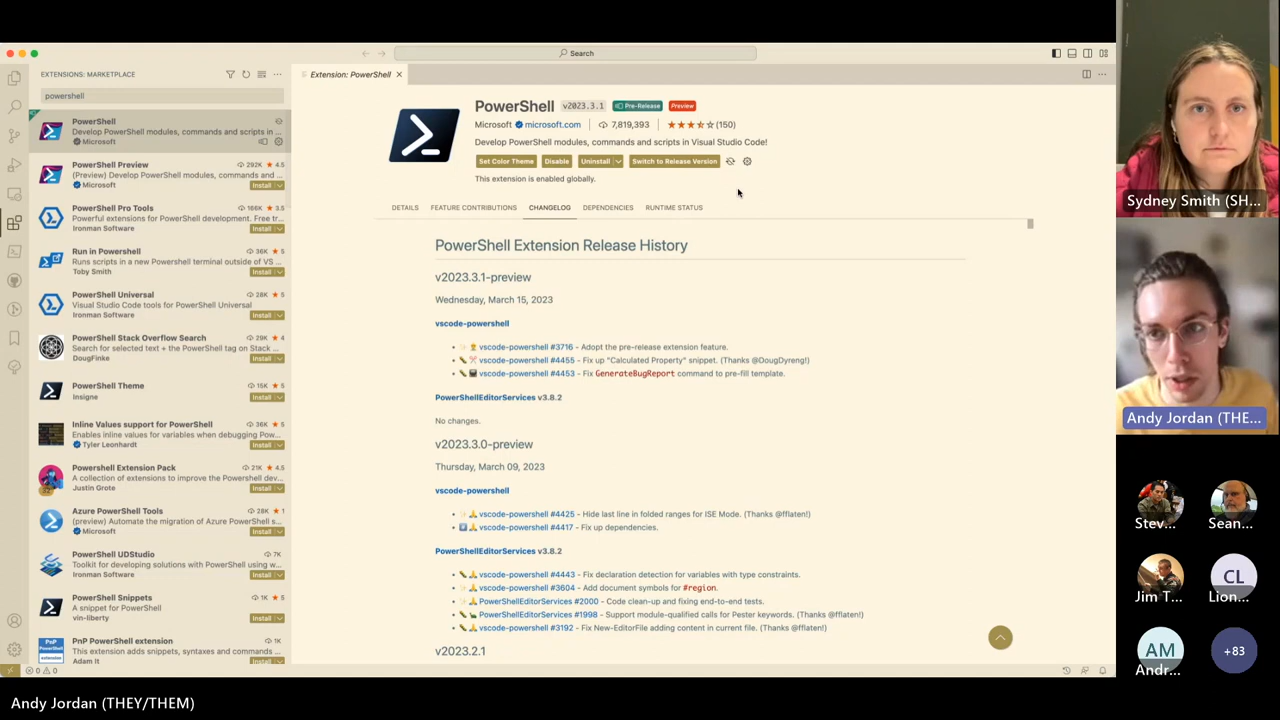 Search
EXTENSIONS: MARKETPLACE
powershell
PowerShell
Develop PowerShell modules, commands and scripts in ...
Microsoft
PowerShell Preview 292K 4.5
(Preview) Develop PowerShell modules, commands and ...
Microsoft Install
PowerShell Pro Tools 166K 3.5
Powerful extensions for PowerShell development. Free tr...
Ironman Software Install
Run in Powershell 36K 5
Runs scripts in a new Powershell terminal outside of VS ...
Toby Smith Install
PowerShell Universal 28K 5
Visual Studio Code tools for PowerShell Universal
Ironman Software Install
PowerShell Stack Overflow Search 29K 4
Search for selected text + the PowerShell tag on Stack ...
DougFinke Install
PowerShell Theme 15K 5
Insigne Install
Inline Values support for PowerShell 36K 5
Enables inline values for variables when debugging Pow...
Tyler Leonhardt Install
Powershell Extension Pack 21K 4.5
A collection of extensions to improve the Powershell dev...
Justin Grote Install
Azure PowerShell Tools 28K 1
(preview) Automate the migration of Azure PowerShell s...
Microsoft Install
PowerShell UDStudio 7K
Toolkit for developing solutions with PowerShell using w...
Ironman Software Install
PowerShell Snippets 1K 5
A snippet for PowerShell
vin-liberty Install
PnP PowerShell extension 1K
This extension adds snippets, syntaxes and commands ...
Adam It Install
0 0
Extension: PowerShell
PowerShell v2023.3.1 Pre-Release Preview
Microsoft microsoft.com 7,819,393 (150)
Develop PowerShell modules, commands and scripts in Visual Studio Code!
Set Color Theme Disable Uninstall Switch to Release Version
This extension is enabled globally.
DETAILS FEATURE CONTRIBUTIONS CHANGELOG DEPENDENCIES RUNTIME STATUS
PowerShell Extension Release History
v2023.3.1-preview
Wednesday, March 15, 2023
vscode-powershell
vscode-powershell #3716 - Adopt the pre-release extension feature.
vscode-powershell #4455 - Fix up "Calculated Property" snippet. (Thanks @DougDyreng!)
vscode-powershell #4453 - Fix GenerateBugReport command to pre-fill template.
PowerShellEditorServices v3.8.2
No changes.
v2023.3.0-preview
Thursday, March 09, 2023
vscode-powershell
vscode-powershell #4425 - Hide last line in folded ranges for ISE Mode. (Thanks @fflaten!)
vscode-powershell #4417 - Fix up dependencies.
PowerShellEditorServices v3.8.2
vscode-powershell #4443 - Fix declaration detection for variables with type constraints.
vscode-powershell #3604 - Add document symbols for #region.
PowerShellEditorServices #2000 - Code clean-up and fixing end-to-end tests.
PowerShellEditorServices #1998 - Support module-qualified calls for Pester keywords. (Thanks @fflaten!)
vscode-powershell #3192 - Fix New-EditorFile adding content in current file. (Thanks @fflaten!)
v2023.2.1
Sydney Smith (SH...
Andy Jordan (THE...
Stev...
Sean...
Jim T...
CL
Lion...
AM
Andr...
+83
Andy Jordan (THEY/THEM)